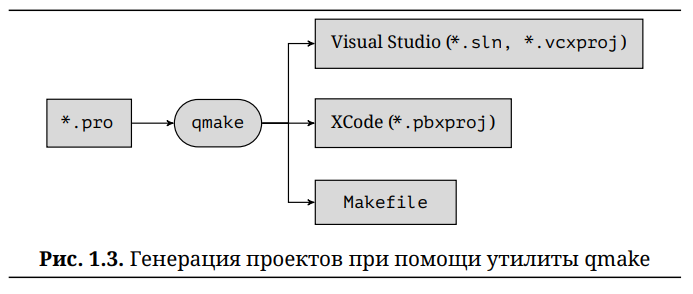 Visual Studio (*.sln, *.vcxproj)
*.pro
qmake
XCode (*.pbxproj)
Makefile
Рис. 1.3. Генерация проектов при помощи утилиты qmake